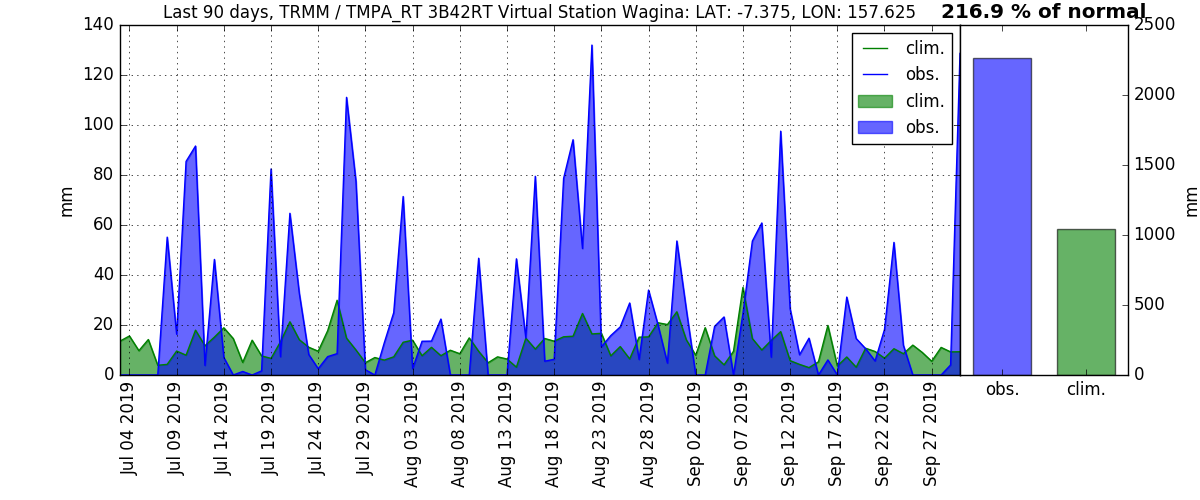 Last 90 days, TRMM / TMPA_RT 3B42RT Virtual Station Wagina: LAT: -7.375, LON: 157.625
216.9 % of normal
140
120
100
80
60
40
20
0
mm
clim.
obs.
clim.
obs.
2500
2000
1500
1000
500
0
mm
Jul 04 2019
Jul 09 2019
Jul 14 2019
Jul 19 2019
Jul 24 2019
Jul 29 2019
Aug 03 2019
Aug 08 2019
Aug 13 2019
Aug 18 2019
Aug 23 2019
Aug 28 2019
Sep 02 2019
Sep 07 2019
Sep 12 2019
Sep 17 2019
Sep 22 2019
Sep 27 2019
obs.
clim.